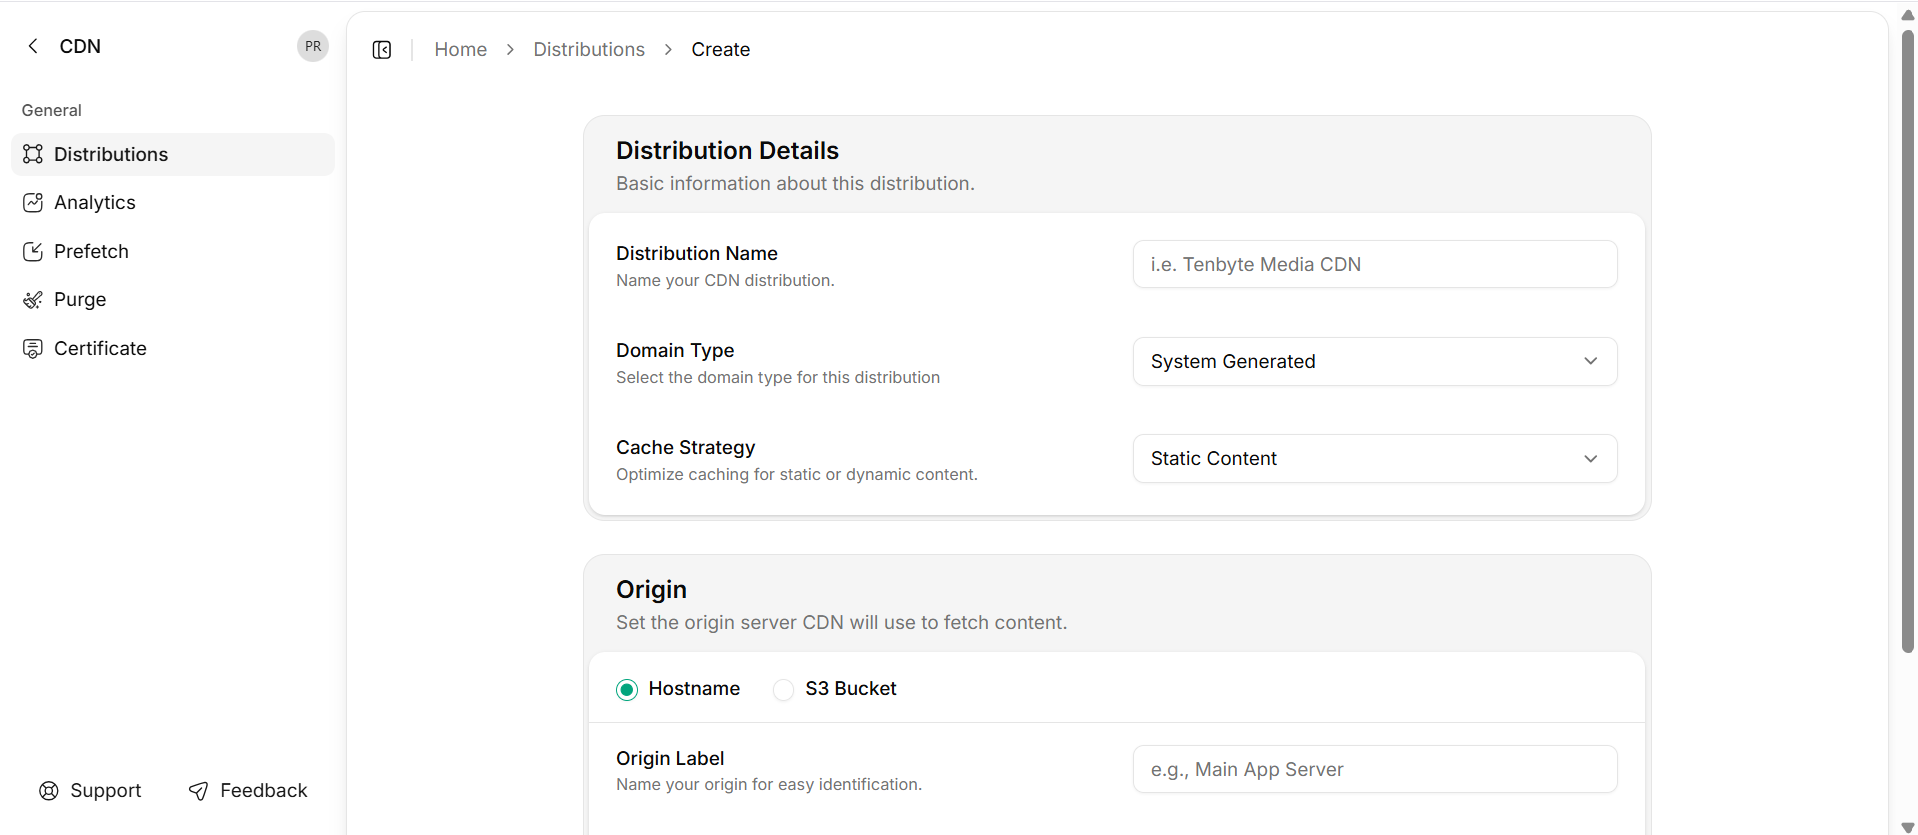 CDN
PR
General
Distributions
Analytics
Prefetch
Purge
Certificate
Support
Feedback
Home > Distributions > Create
Distribution Details
Basic information about this distribution.
Distribution Name
Name your CDN distribution.
i.e. Tenbyte Media CDN
Domain Type
Select the domain type for this distribution
System Generated
Cache Strategy
Optimize caching for static or dynamic content.
Static Content
Origin
Set the origin server CDN will use to fetch content.
Hostname
S3 Bucket
Origin Label
Name your origin for easy identification.
e.g., Main App Server